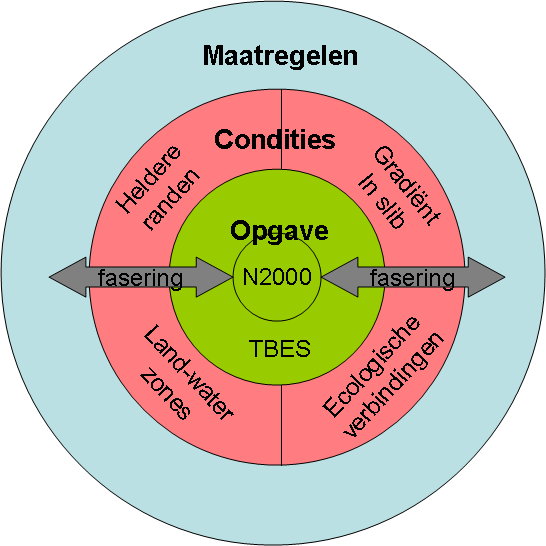 Maatregelen
Condities
Heldere
randen
Gradiënt
In slib
Opgave
fasering
N2000
fasering
TBES
Land-water
zones
Ecologische
verbindingen